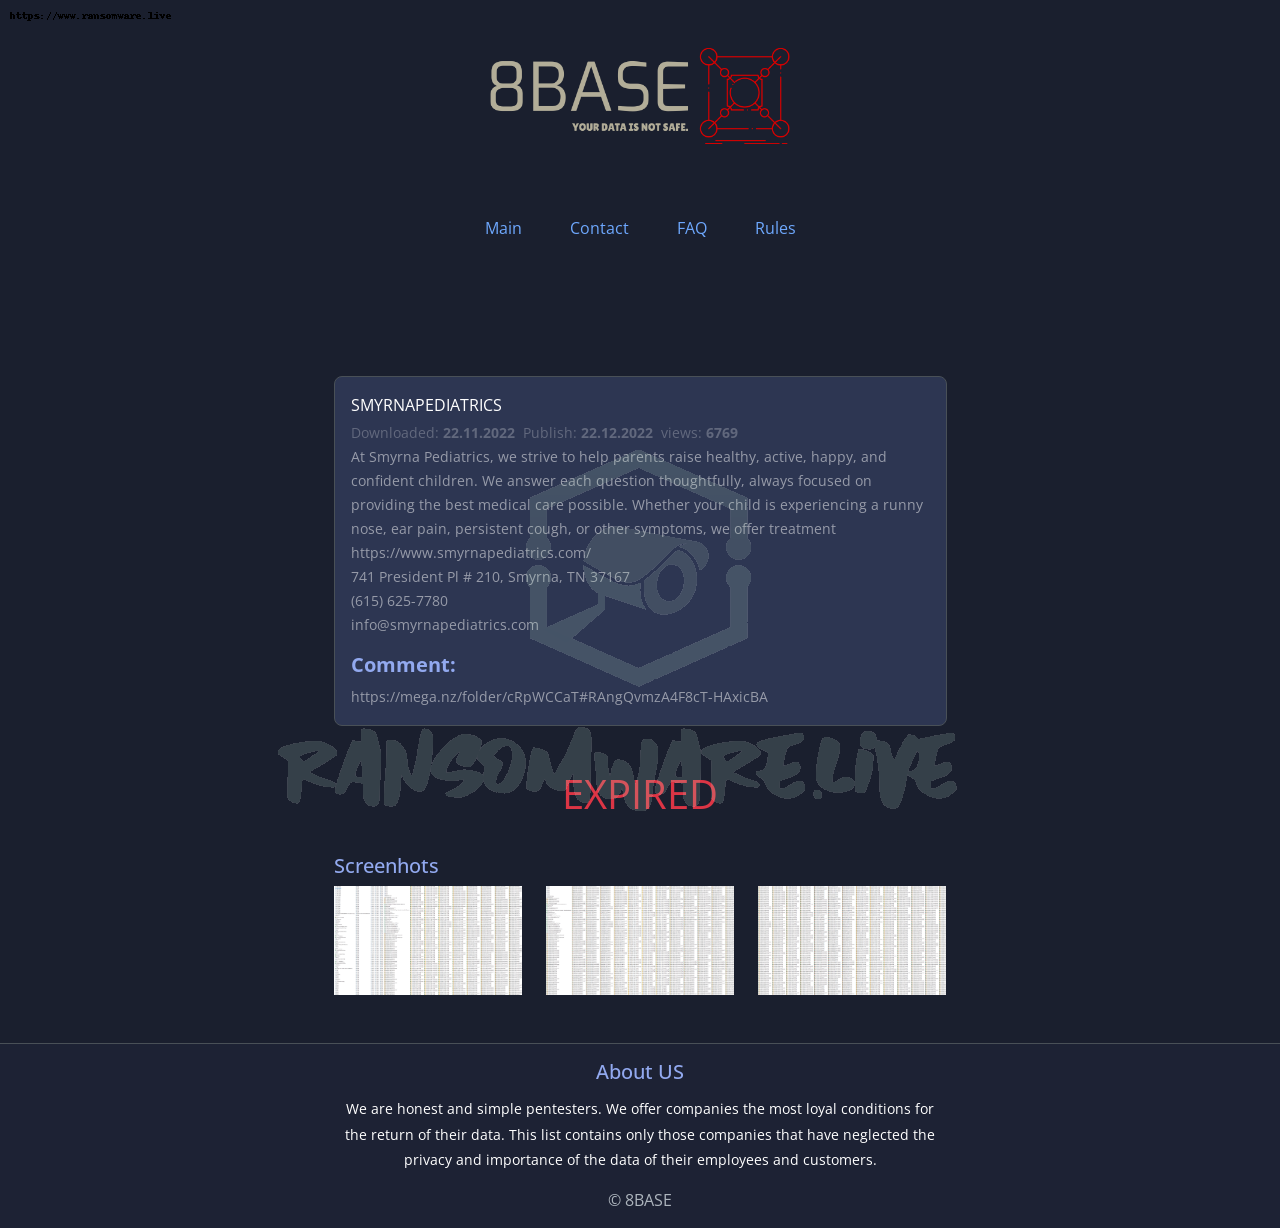 https://www.ransomware.live
8BASE
YOUR DATA IS NOT SAFE.
Main Contact FAQ Rules
SMYRNAPEDIATRICS
Downloaded: 22.11.2022 Publish: 22.12.2022 views: 6769
At Smyrna Pediatrics, we strive to help parents raise healthy, active, happy, and
confident children. We answer each question thoughtfully, always focused on
providing the best medical care possible. Whether your child is experiencing a runny
nose, ear pain, persistent cough, or other symptoms, we offer treatment
https://www.smyrnapediatrics.com/
741 President Pl # 210, Smyrna, TN 37167
(615) 625-7780
info@smyrnapediatrics.com
Comment:
https://mega.nz/folder/cRpWCCaT#RAngQvmzA4F8cT-HAxicBA
RANSOMWARE.LIVE
EXPIRED
Screenhots
About US
We are honest and simple pentesters. We offer companies the most loyal conditions for
the return of their data. This list contains only those companies that have neglected the
privacy and importance of the data of their employees and customers.
© 8BASE